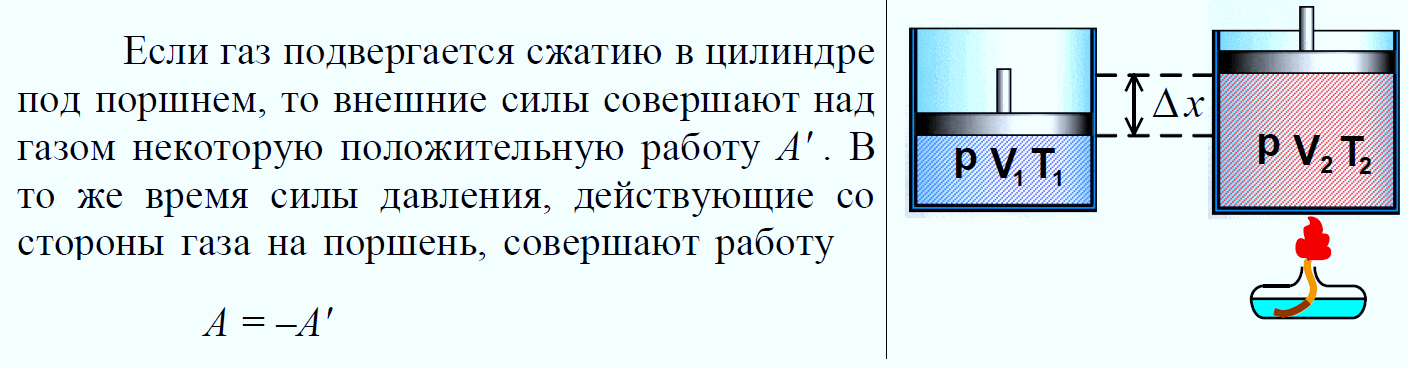 Если газ подвергается сжатию в цилиндре
под поршнем, то внешние силы совершают над
газом некоторую положительную работу A′ . В
то же время силы давления, действующие со
стороны газа на поршень, совершают работу
A = –A′
p V₁ T₁
Δ x
p V₂ T₂